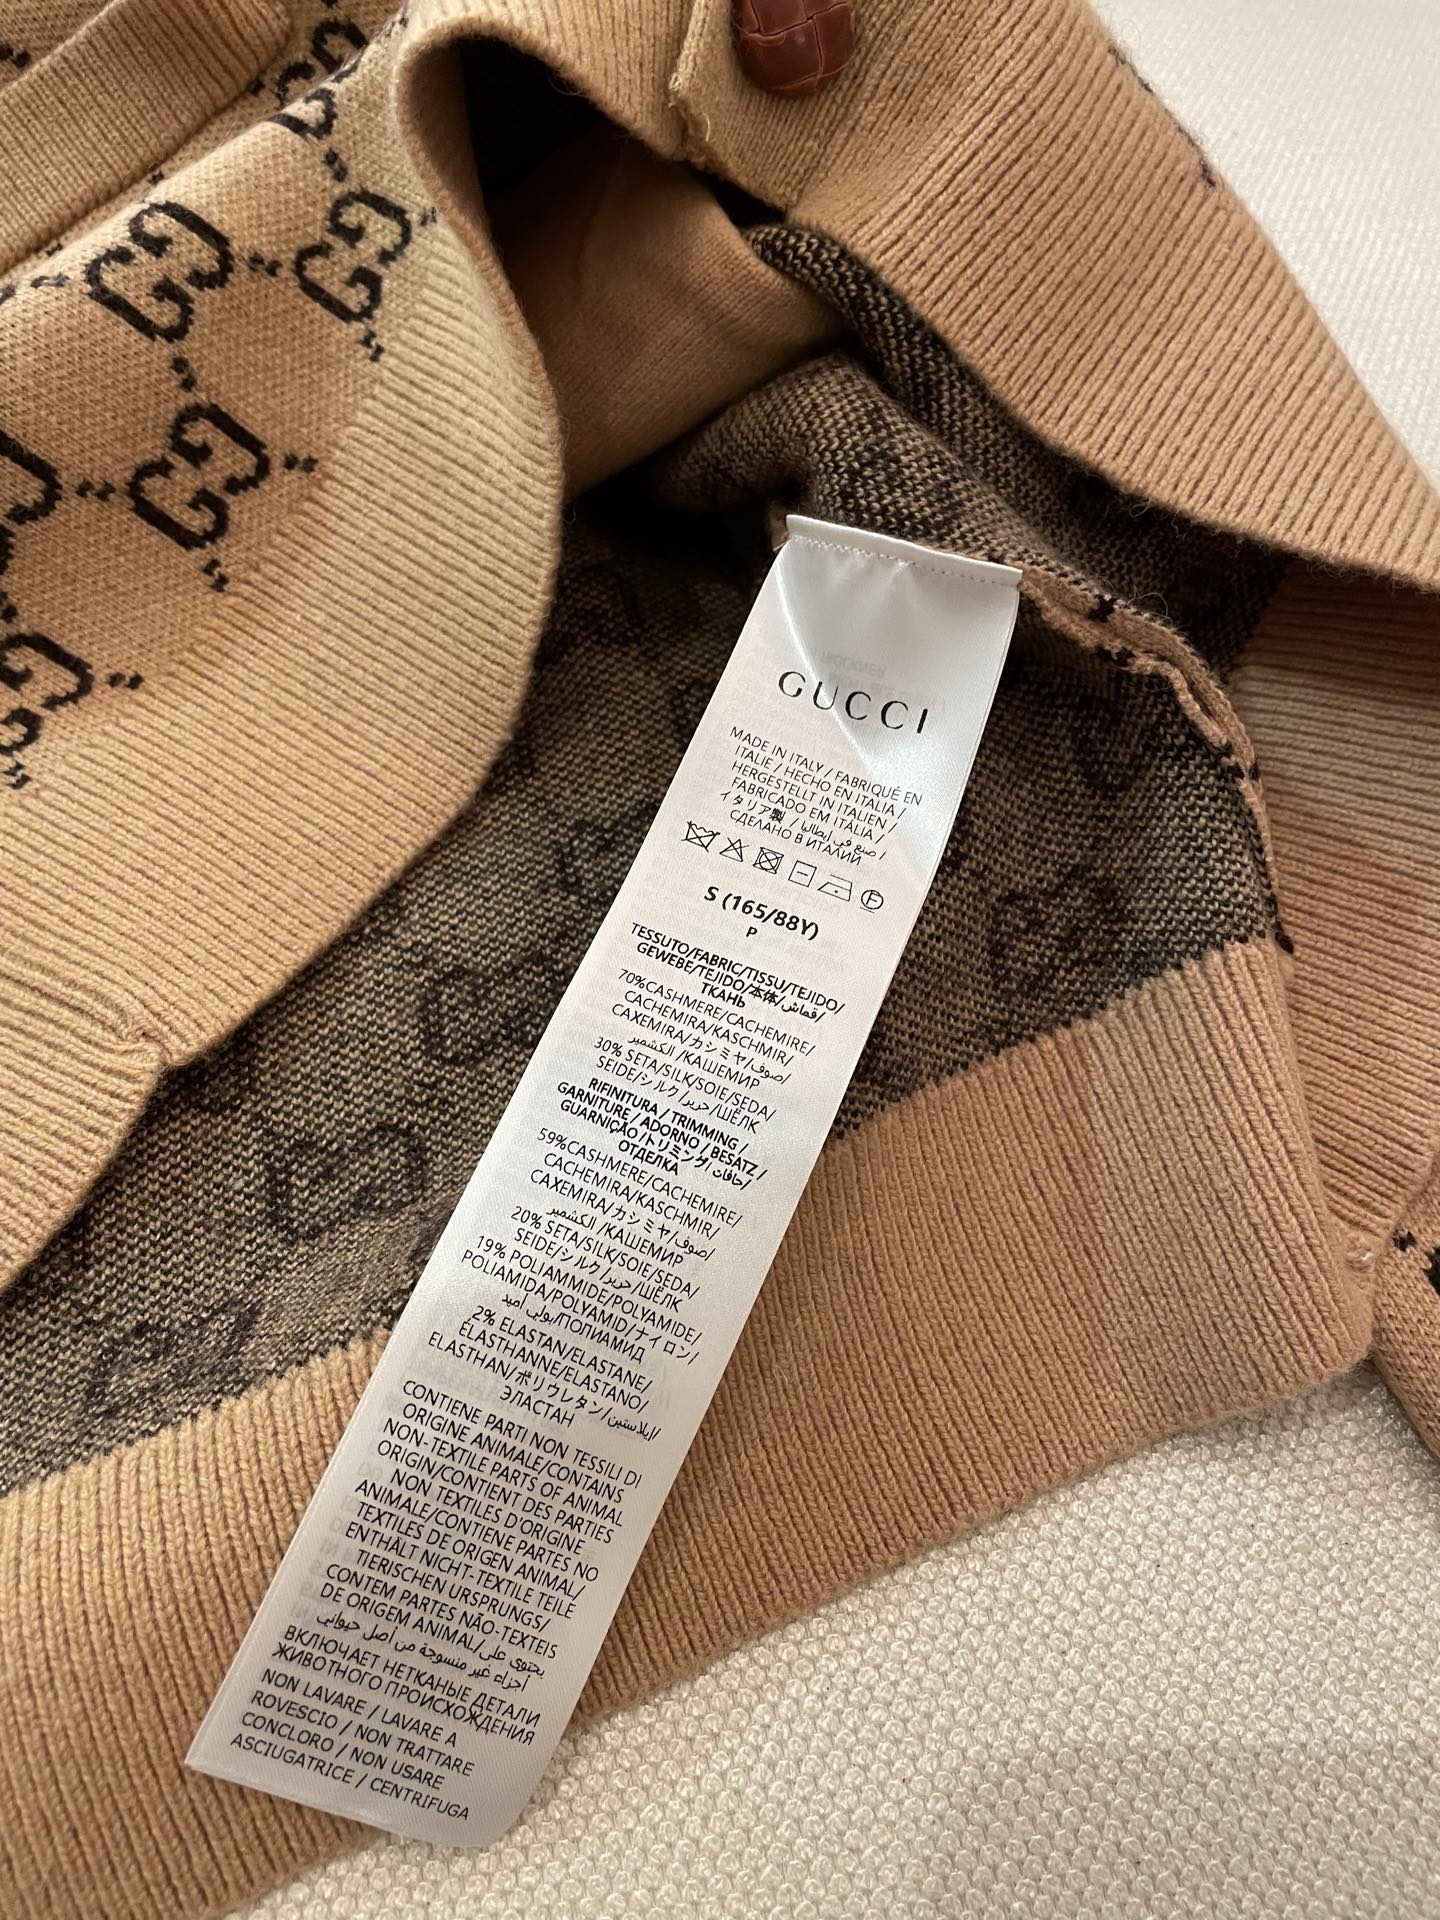 GUCCI
MADE IN ITALY / FABRIQUÉ EN
ITALIE / HECHO EN ITALIA /
HERGESTELLT IN ITALIEN /
FABRICADO EM ITÁLIA /
イタリア製 / صنع في إيطاليا /
СДЕЛАНО В ИТАЛИИ
F
S (165/88Y)
P
TESSUTO/FABRIC/TISSU/TEJIDO/
GEWEBE/TEJIDO/本体/قماش/
ТКАНЬ
70%CASHMERE/CACHEMIRE/
CACHEMIRA/KASCHMIR/
CAXEMIRA/カシミヤ/صوف/
الكشمير /КАШЕМИР
30% SETA/SILK/SOIE/SEDA/
SEIDE/シルク/حرير/ШЁЛК
RIFINITURA / TRIMMING /
GARNITURE / ADORNO / BESATZ /
GUARNIÇÃO/トリミング/حافات/
ОТДЕЛКА
59%CASHMERE/CACHEMIRE/
CACHEMIRA/KASCHMIR/
CAXEMIRA/カシミヤ/صوف/
الكشمير /КАШЕМИР
20% SETA/SILK/SOIE/SEDA/
SEIDE/シルク/حرير/ШЁЛК
19% POLIAMMIDE/POLYAMIDE/
POLIAMIDA/POLYAMID/ナイロン/
بولي أميد/ПОЛИАМИД
2% ELASTAN/ELASTANE/
ÉLASTHANNE/ELASTANO/
ELASTHAN/ポリウレタン/إيلاستين/
ЭЛАСТАН
CONTIENE PARTI NON TESSILI DI
ORIGINE ANIMALE/CONTAINS
NON-TEXTILE PARTS OF ANIMAL
ORIGIN/CONTIENT DES PARTIES
NON TEXTILES D'ORIGINE
ANIMALE/CONTIENE PARTES NO
TEXTILES DE ORIGEN ANIMAL/
ENTHÄLT NICHT-TEXTILE TEILE
TIERISCHEN URSPRUNGS/
CONTEM PARTES NÃO-TEXTEIS
DE ORIGEM ANIMAL/يحتوي على
أجزاء غير منسوجة من أصل حيواني
ВКЛЮЧАЕТ НЕТКАНЫЕ ДЕТАЛИ
ЖИВОТНОГО ПРОИСХОЖДЕНИЯ
NON LAVARE / LAVARE A
ROVESCIO / NON TRATTARE
CONCLORO / NON USARE
ASCIUGATRICE / CENTRIFUGA